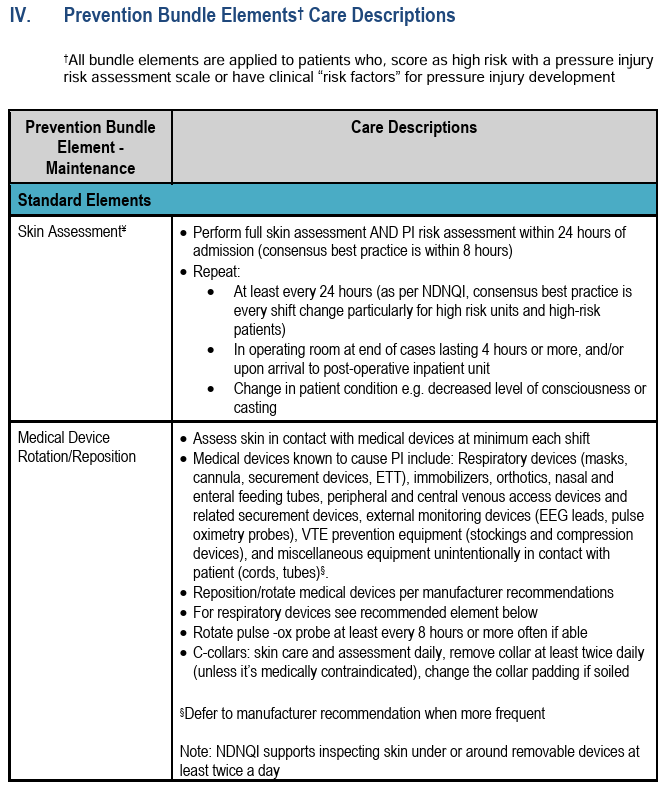 IV. Prevention Bundle Elements† Care Descriptions
†All bundle elements are applied to patients who, score as high risk with a pressure injury
risk assessment scale or have clinical “risk factors” for pressure injury development
Prevention Bundle
Element -
Maintenance
Care Descriptions
Standard Elements
Skin Assessment¥
• Perform full skin assessment AND PI risk assessment within 24 hours of
admission (consensus best practice is within 8 hours)
• Repeat:
• At least every 24 hours (as per NDNQI, consensus best practice is
every shift change particularly for high risk units and high-risk
patients)
• In operating room at end of cases lasting 4 hours or more, and/or
upon arrival to post-operative inpatient unit
• Change in patient condition e.g. decreased level of consciousness or
casting
Medical Device
Rotation/Reposition
• Assess skin in contact with medical devices at minimum each shift
• Medical devices known to cause PI include: Respiratory devices (masks,
cannula, securement devices, ETT), immobilizers, orthotics, nasal and
enteral feeding tubes, peripheral and central venous access devices and
related securement devices, external monitoring devices (EEG leads, pulse
oximetry probes), VTE prevention equipment (stockings and compression
devices), and miscellaneous equipment unintentionally in contact with
patient (cords, tubes)§.
• Reposition/rotate medical devices per manufacturer recommendations
• For respiratory devices see recommended element below
• Rotate pulse -ox probe at least every 8 hours or more often if able
• C-collars: skin care and assessment daily, remove collar at least twice daily
(unless it’s medically contraindicated), change the collar padding if soiled
§Defer to manufacturer recommendation when more frequent
Note: NDNQI supports inspecting skin under or around removable devices at
least twice a day